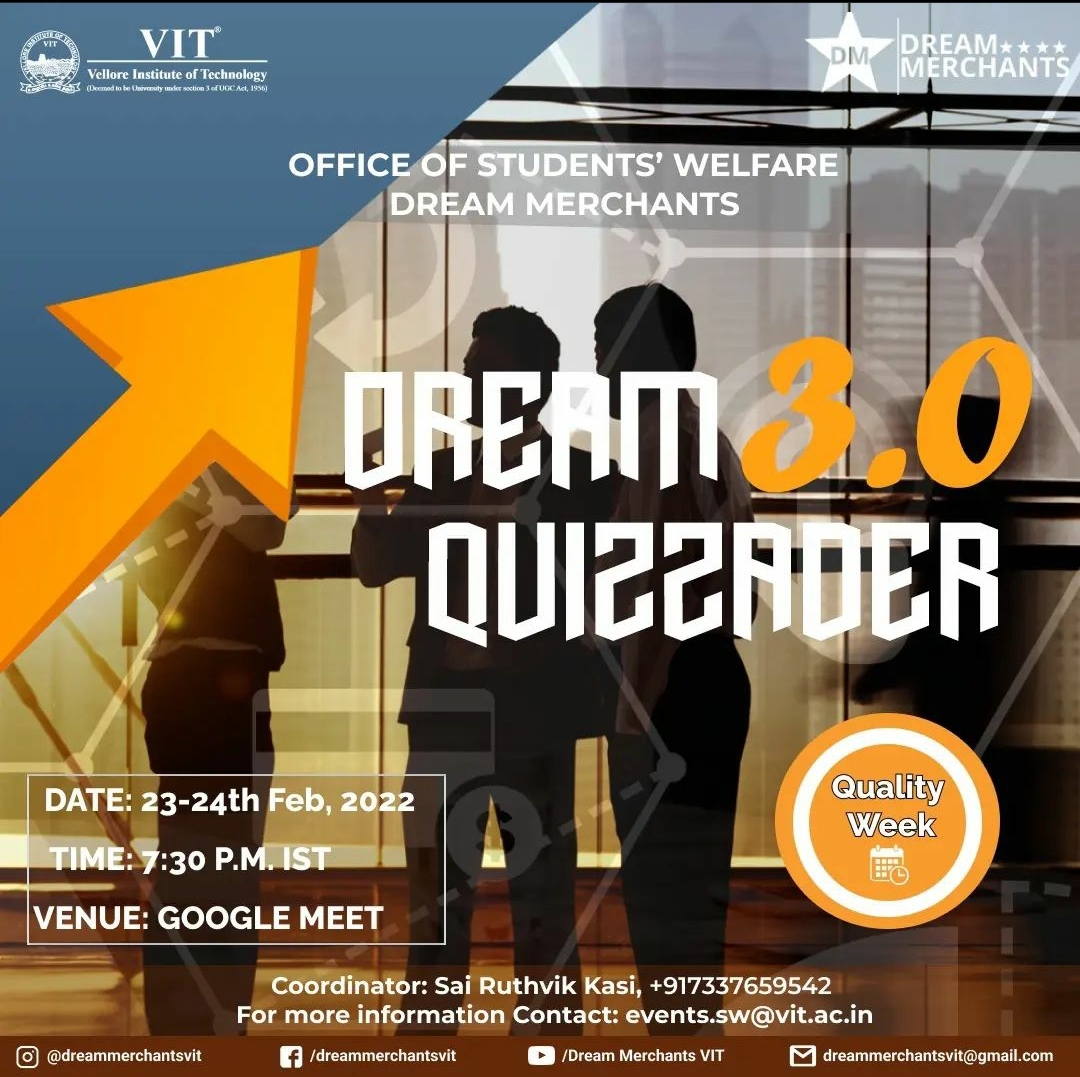 VIT®
Vellore Institute of Technology
(Deemed to be University under section 3 of UGC Act, 1956)
DM
DREAM
MERCHANTS
OFFICE OF STUDENTS’ WELFARE
DREAM MERCHANTS
DREAM 3.0
QUIZZADER
DATE: 23-24th Feb, 2022
TIME: 7:30 P.M. IST
VENUE: GOOGLE MEET
Quality
Week
Coordinator: Sai Ruthvik Kasi, +917337659542
For more information Contact: events.sw@vit.ac.in
@dreammerchantsvit /dreammerchantsvit /Dream Merchants VIT dreammerchantsvit@gmail.com